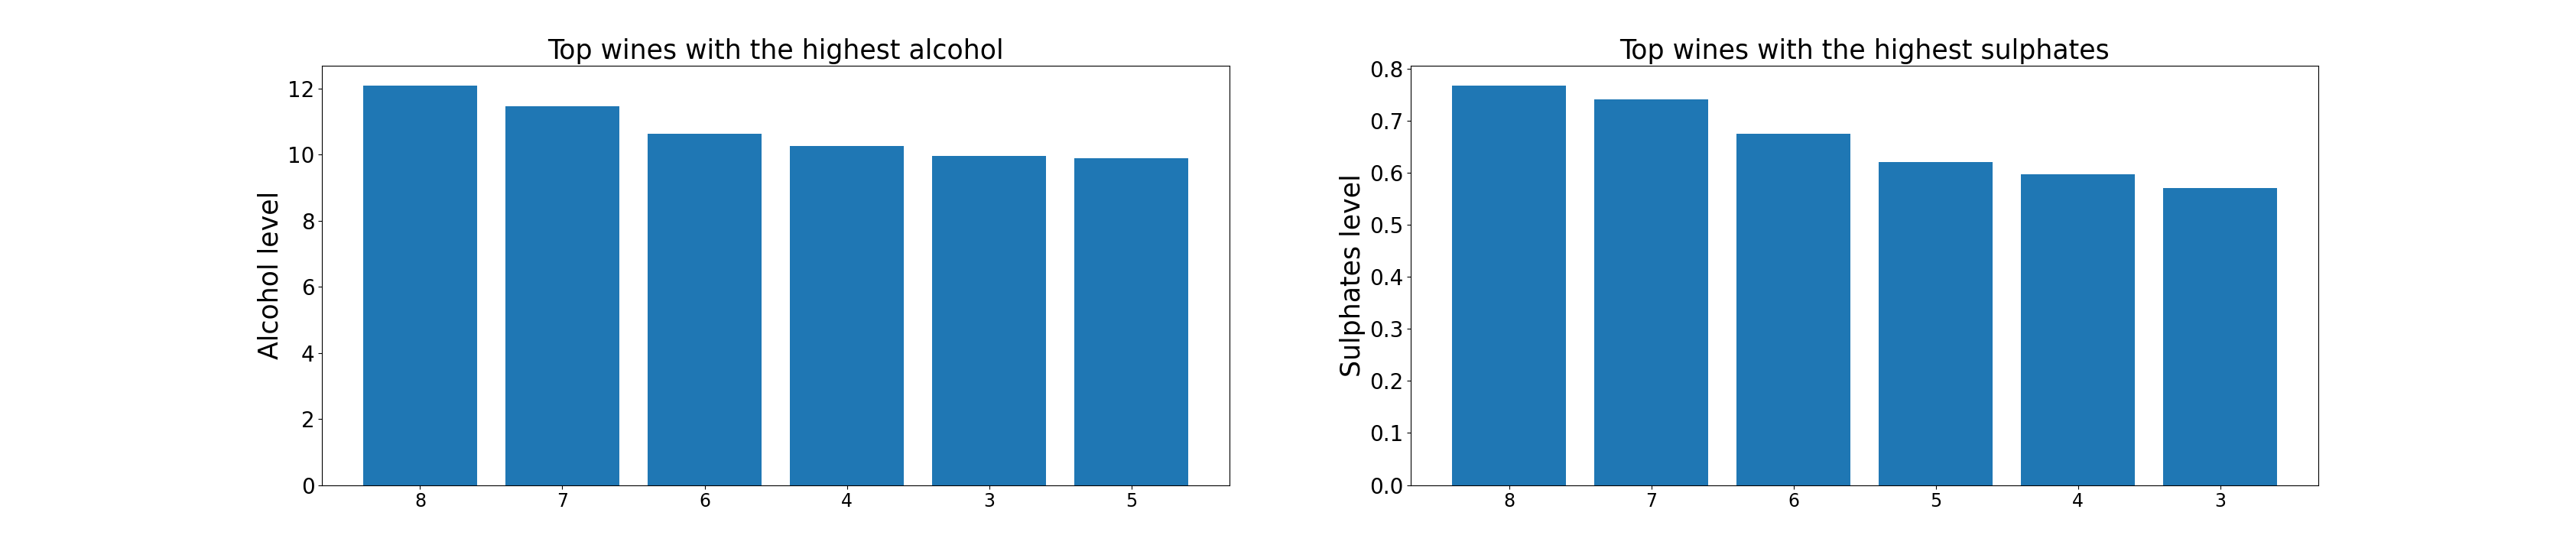 Top wines with the highest alcohol
Alcohol level
12
10
8
6
4
2
0
8 7 6 4 3 5
Top wines with the highest sulphates
Sulphates level
0.8
0.7
0.6
0.5
0.4
0.3
0.2
0.1
0.0
8 7 6 5 4 3